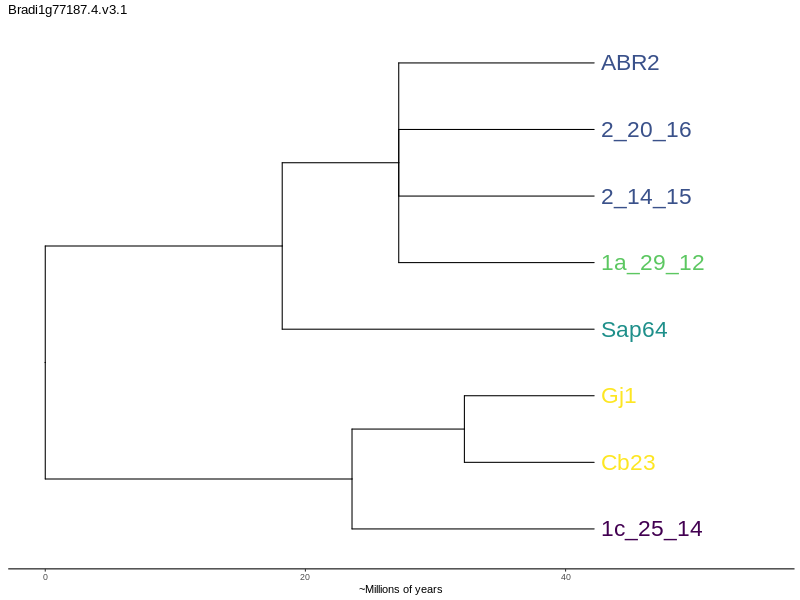 Bradi1g77187.4.v3.1
ABR2
2_20_16
2_14_15
1a_29_12
Sap64
Gj1
Cb23
1c_25_14
0 20 40
~Millions of years